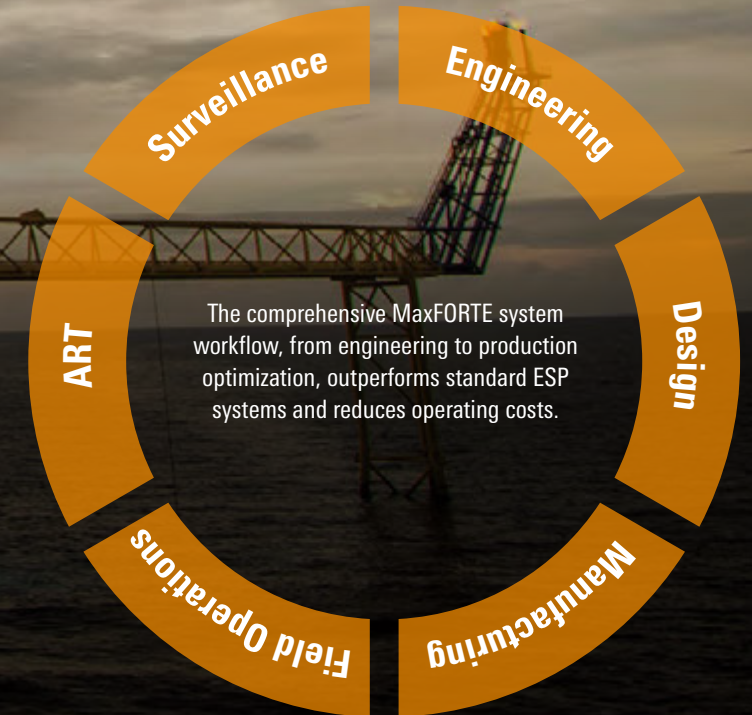 Surveillance
Engineering
Design
Manufacturing
Field Operations
ART
The comprehensive MaxFORTE system
workflow, from engineering to production
optimization, outperforms standard ESP
systems and reduces operating costs.